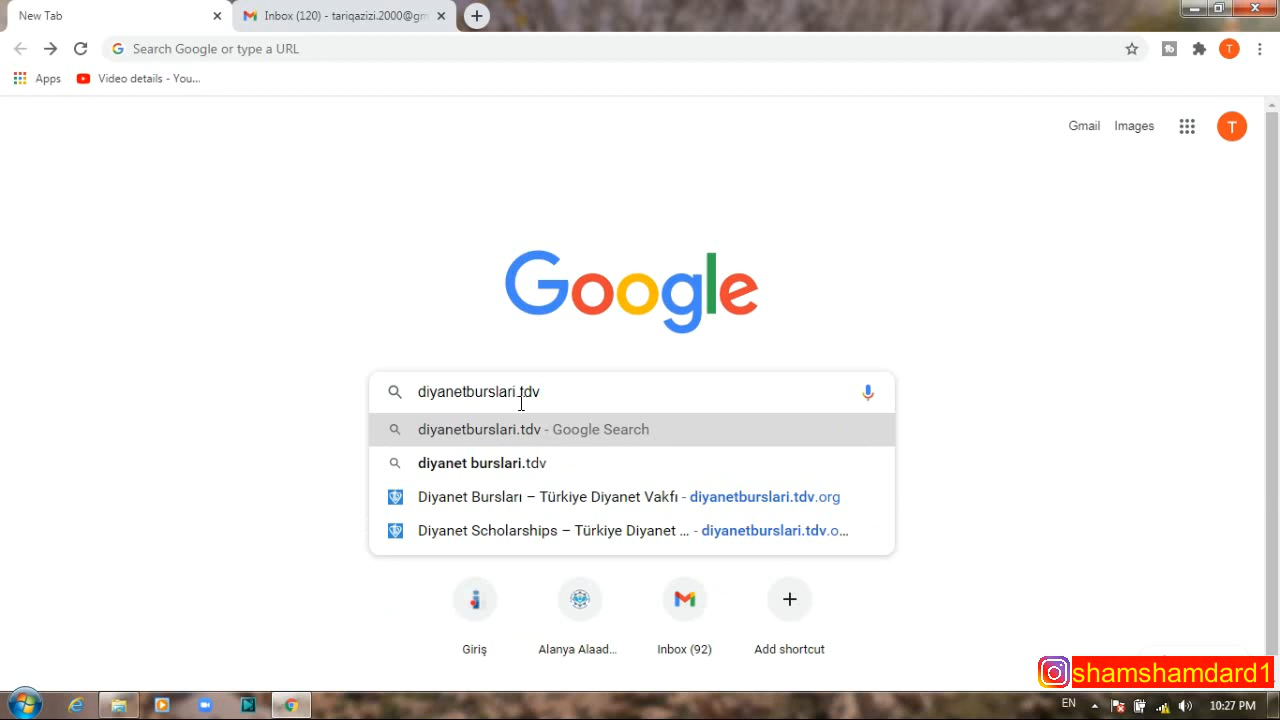 New Tab
Inbox (120) - tariqazizi.2000@gm
Search Google or type a URL
T
Apps
Video details - You...
Gmail
Images
T
Google
diyanetburslari.tdv
diyanetburslari.tdv - Google Search
diyanet burslari.tdv
Diyanet Bursları – Türkiye Diyanet Vakfı - diyanetburslari.tdv.org
Diyanet Scholarships – Türkiye Diyanet ... - diyanetburslari.tdv.o...
Giriş
Alanya Alaad...
Inbox (92)
Add shortcut
shamshamdard1
EN
10:27 PM